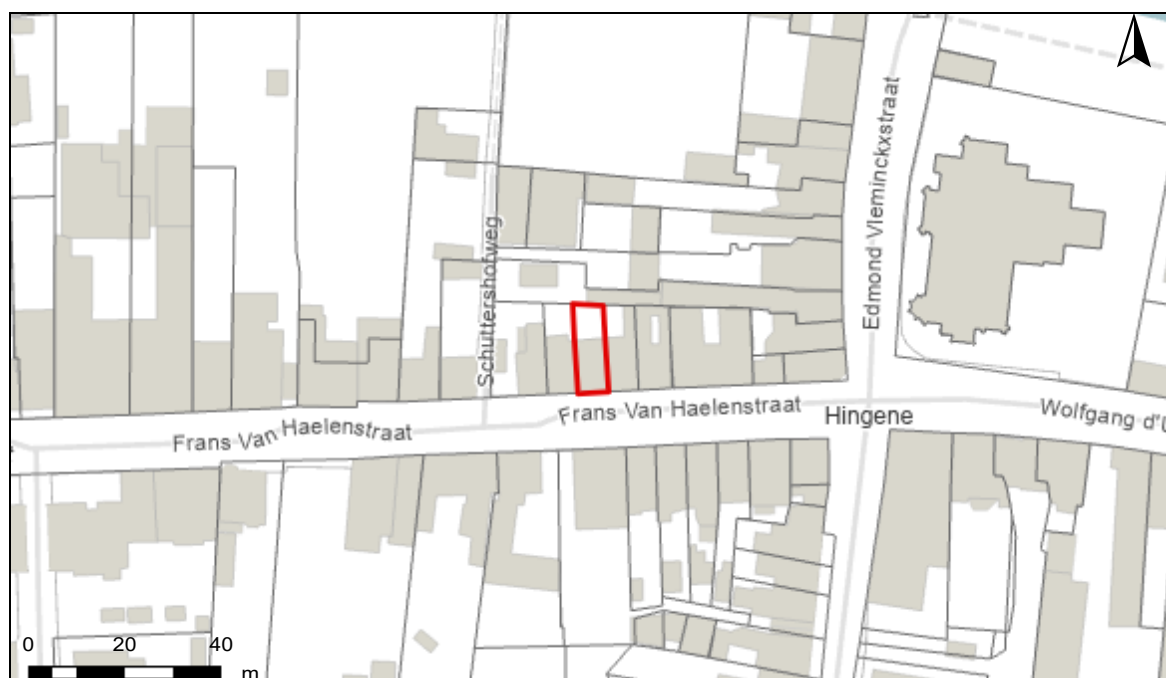 Edmond Vleminckxstraat
Schuttershofweg
Frans Van Haelenstraat
Frans Van Haelenstraat
Hingene
Wolfgang d'U
0 20 40
m